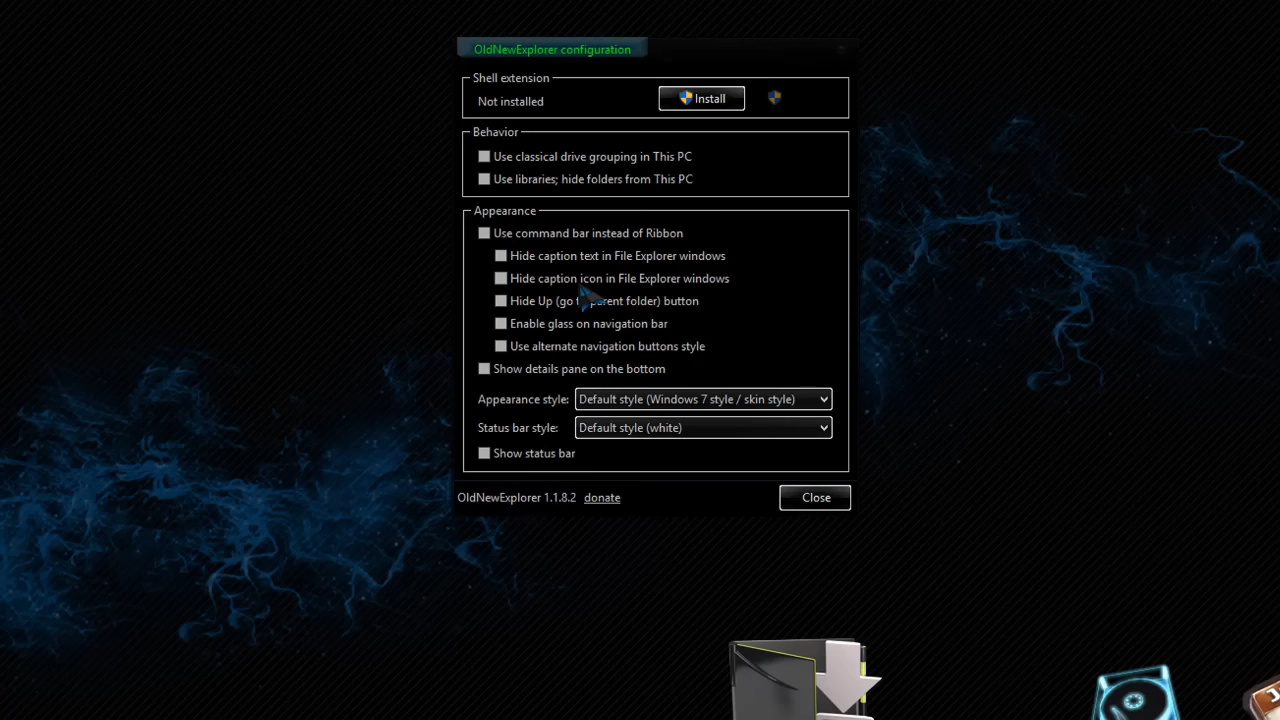 OldNewExplorer configuration
Shell extension
Not installed
Install
Behavior
Use classical drive grouping in This PC
Use libraries; hide folders from This PC
Appearance
Use command bar instead of Ribbon
Hide caption text in File Explorer windows
Hide caption icon in File Explorer windows
Hide Up (go to parent folder) button
Enable glass on navigation bar
Use alternate navigation buttons style
Show details pane on the bottom
Appearance style: Default style (Windows 7 style / skin style)
Status bar style: Default style (white)
Show status bar
OldNewExplorer 1.1.8.2 donate
Close